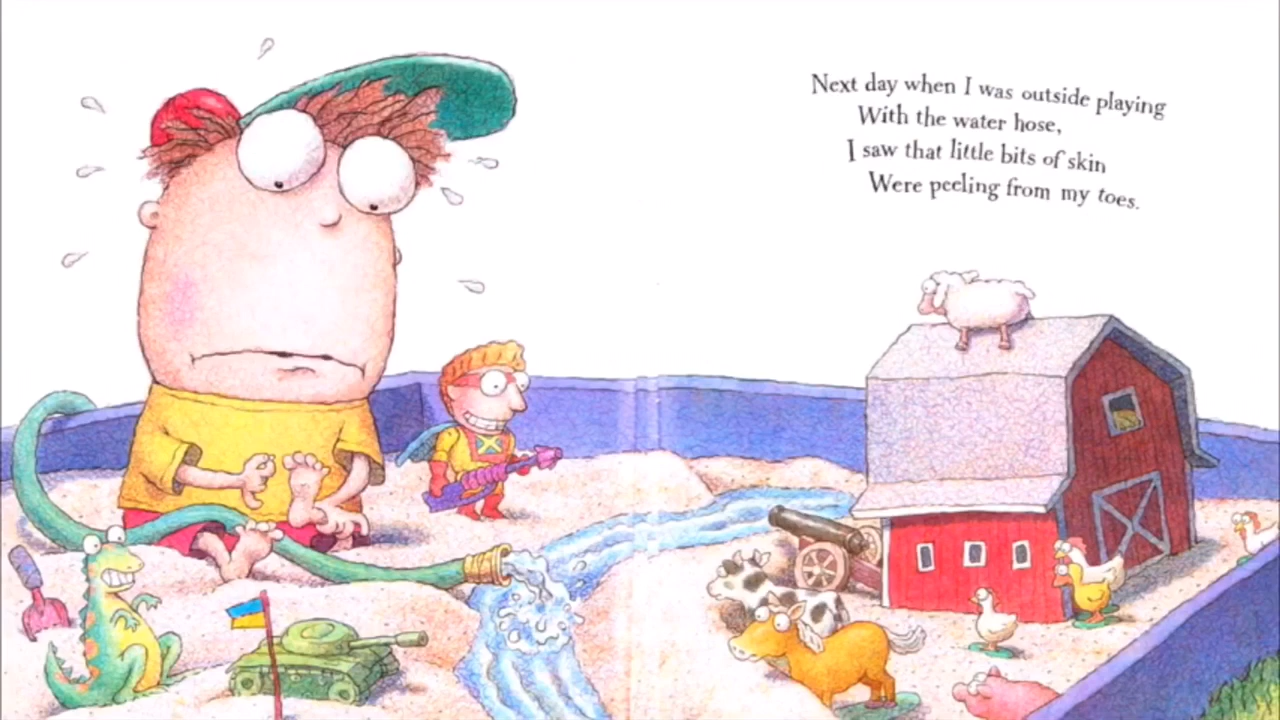 Next day when I was outside playing
With the water hose,
I saw that little bits of skin
Were peeling from my toes.